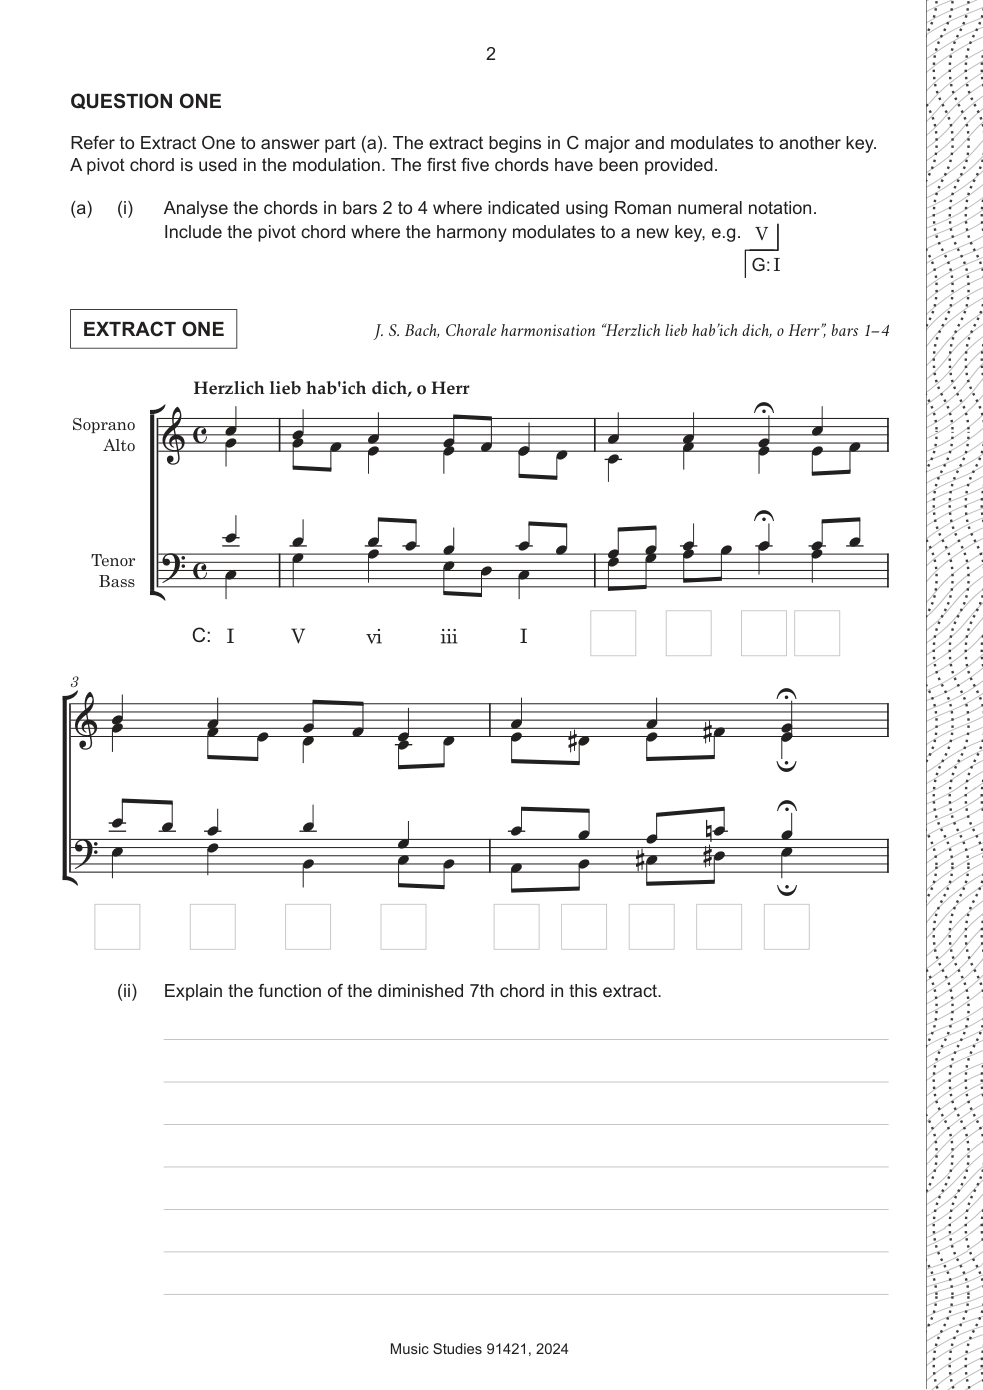 2
QUESTION ONE
Refer to Extract One to answer part (a). The extract begins in C major and modulates to another key.
A pivot chord is used in the modulation. The first five chords have been provided.
(a) (i) Analyse the chords in bars 2 to 4 where indicated using Roman numeral notation.
Include the pivot chord where the harmony modulates to a new key, e.g. V
G: I
EXTRACT ONE
J. S. Bach, Chorale harmonisation “Herzlich lieb hab’ich dich, o Herr”, bars 1–4
Herzlich lieb hab'ich dich, o Herr
Soprano
Alto
Tenor
Bass
C: I V vi iii I
3
(ii) Explain the function of the diminished 7th chord in this extract.
Music Studies 91421, 2024